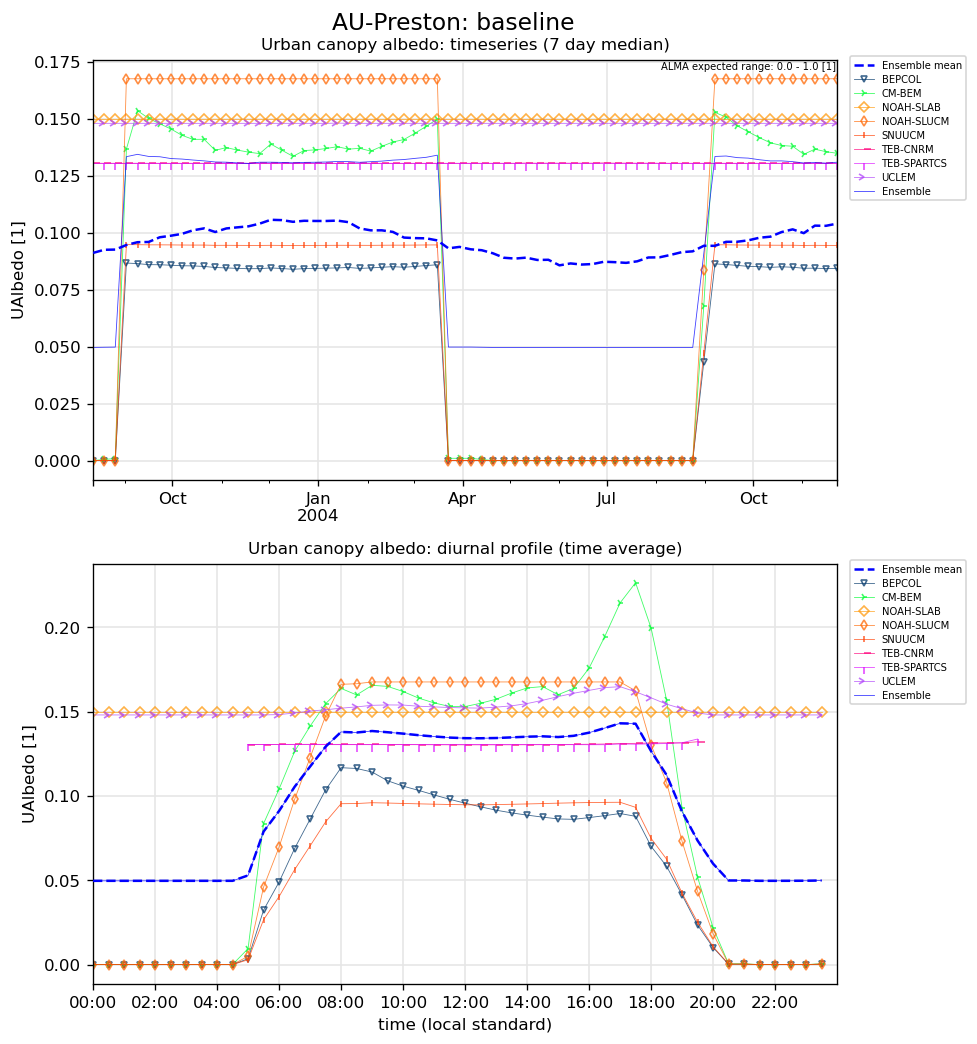 AU-Preston: baseline
Urban canopy albedo: timeseries (7 day median)
ALMA expected range: 0.0 - 1.0 [1]
UAlbedo [1]
0.175
0.150
0.125
0.100
0.075
0.050
0.025
0.000
Oct
Jan
2004
Apr
Jul
Oct
Ensemble mean
BEPCOL
CM-BEM
NOAH-SLAB
NOAH-SLUCM
SNUUCM
TEB-CNRM
TEB-SPARTCS
UCLEM
Ensemble
Urban canopy albedo: diurnal profile (time average)
UAlbedo [1]
0.20
0.15
0.10
0.05
0.00
00:00
02:00
04:00
06:00
08:00
10:00
12:00
14:00
16:00
18:00
20:00
22:00
time (local standard)
Ensemble mean
BEPCOL
CM-BEM
NOAH-SLAB
NOAH-SLUCM
SNUUCM
TEB-CNRM
TEB-SPARTCS
UCLEM
Ensemble